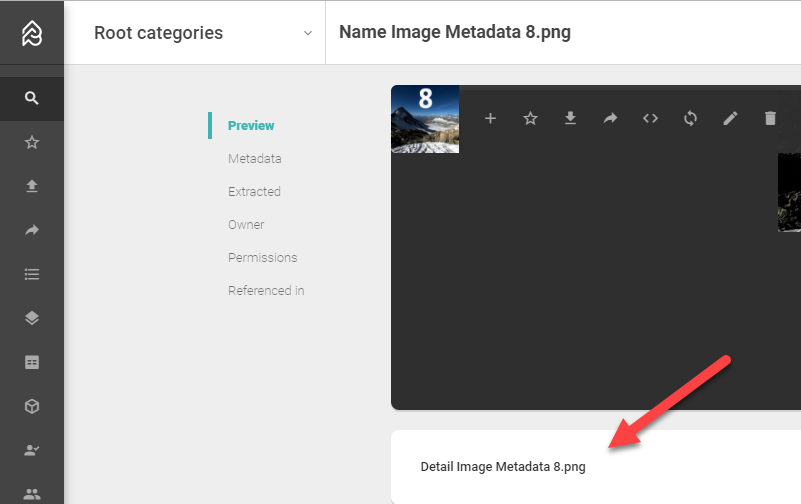 Root categories
Name Image Metadata 8.png
8
Preview
Metadata
Extracted
Owner
Permissions
Referenced in
Detail Image Metadata 8.png